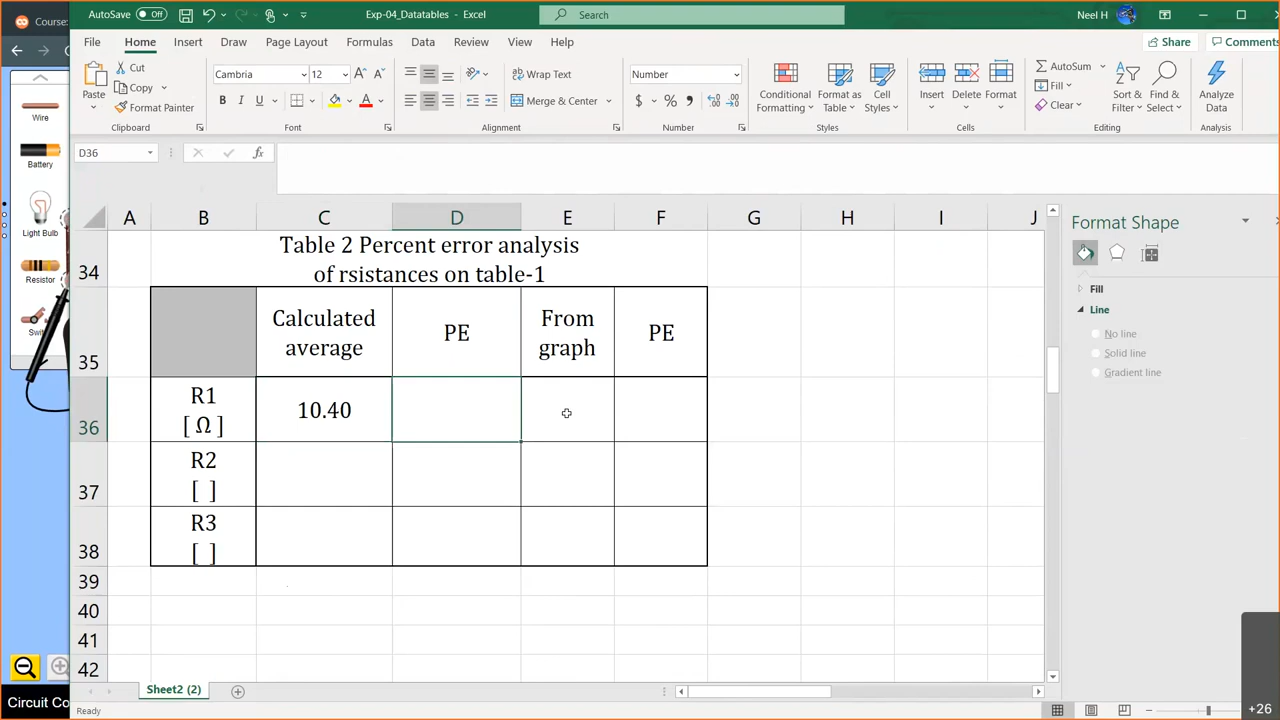 Course:
AutoSave Off Exp-04_Datatables - Excel Search Neel H
File Home Insert Draw Page Layout Formulas Data Review View Help Share Comments
Paste Cut Copy Format Painter Clipboard
Cambria 12 B I U A A Font
Wrap Text Merge & Center Alignment
Number $ % Number
Conditional Formatting Format as Table Cell Styles Styles
Insert Delete Format Cells
AutoSum Fill Clear Sort & Filter Find & Select Editing
Analyze Data Analysis
D36 fx
A B C D E F G H I J
34 Table 2 Percent error analysis
of rsistances on table-1
35 Calculated average PE From graph PE
36 R1 [ Ω ] 10.40
37 R2 [ ]
38 R3 [ ]
39
40
41
42
Wire
Battery
Light Bulb
Resistor
Format Shape
Fill
Line
No line
Solid line
Gradient line
Sheet2 (2)
Ready
Circuit Co
+26